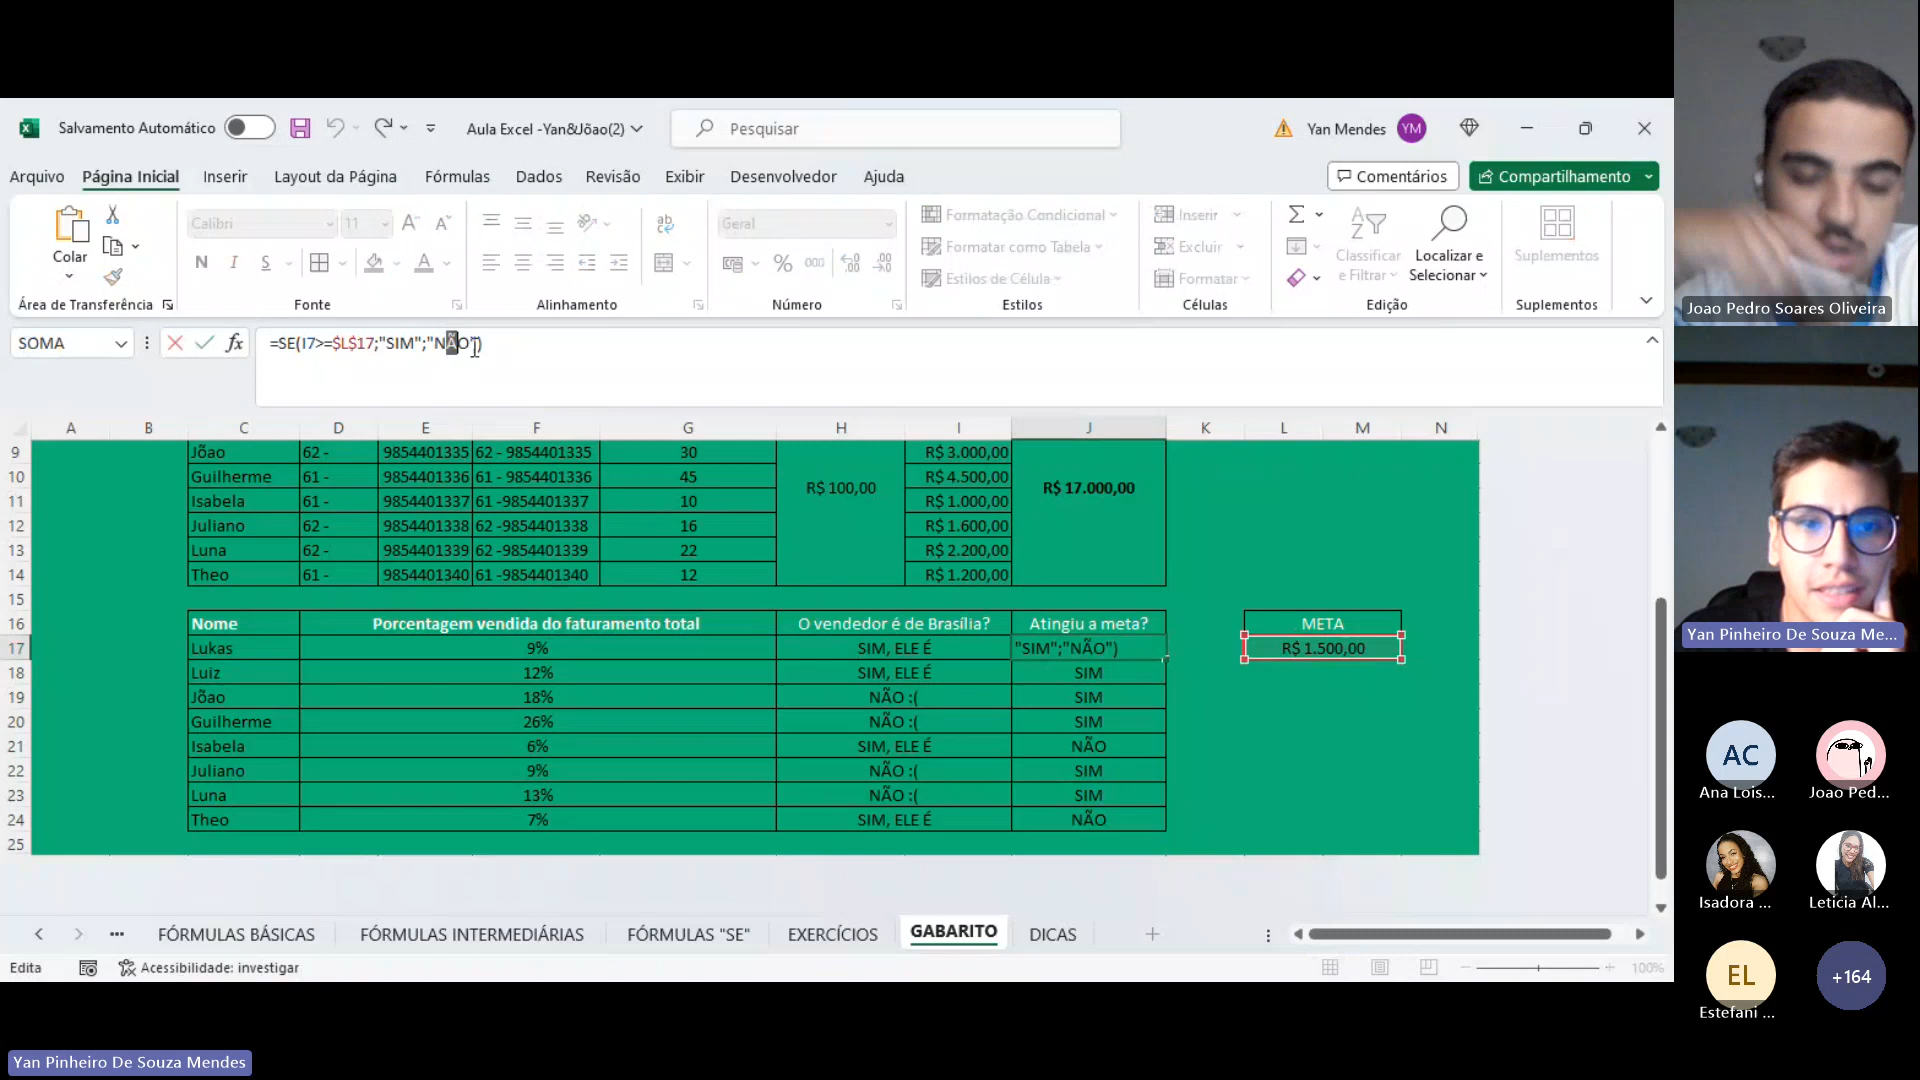 Salvamento Automático
Aula Excel -Yan&Jõao(2)
Pesquisar
Yan Mendes YM
Arquivo Página Inicial Inserir Layout da Página Fórmulas Dados Revisão Exibir Desenvolvedor Ajuda
Comentários Compartilhamento
Colar
Área de Transferência
Calibri 11
N I S
Fonte
ab
Alinhamento
Geral
% 000
Número
Formatação Condicional
Formatar como Tabela
Estilos de Célula
Estilos
Inserir
Excluir
Formatar
Células
Classificar e Filtrar
Localizar e Selecionar
Edição
Suplementos
Suplementos
SOMA fx =SE(I7>=$L$17;"SIM";"NÃO")
A B C D E F G H I J K L M N
9 Jõao 62 - 9854401335 62 - 9854401335 30 R$ 3.000,00
10 Guilherme 61 - 9854401336 61 - 9854401336 45 R$ 4.500,00
R$ 100,00 R$ 17.000,00
11 Isabela 61 - 9854401337 61 -9854401337 10 R$ 1.000,00
12 Juliano 62 - 9854401338 62 -9854401338 16 R$ 1.600,00
13 Luna 62 - 9854401339 62 -9854401339 22 R$ 2.200,00
14 Theo 61 - 9854401340 61 -9854401340 12 R$ 1.200,00
15
16 Nome Porcentagem vendida do faturamento total O vendedor é de Brasília? Atingiu a meta? META
17 Lukas 9% SIM, ELE É "SIM";"NÃO") R$ 1.500,00
18 Luiz 12% SIM, ELE É SIM
19 Jõao 18% NÃO :( SIM
20 Guilherme 26% NÃO :( SIM
21 Isabela 6% SIM, ELE É NÃO
22 Juliano 9% NÃO :( SIM
23 Luna 13% NÃO :( SIM
24 Theo 7% SIM, ELE É NÃO
25
FÓRMULAS BÁSICAS FÓRMULAS INTERMEDIÁRIAS FÓRMULAS "SE" EXERCÍCIOS GABARITO DICAS
Edita Acessibilidade: investigar 100%
Yan Pinheiro De Souza Mendes
Joao Pedro Soares Oliveira
Yan Pinheiro De Souza Me...
AC
Ana Lois... Joao Ped...
Isadora ... Letícia Al...
EL +164
Estefani ...